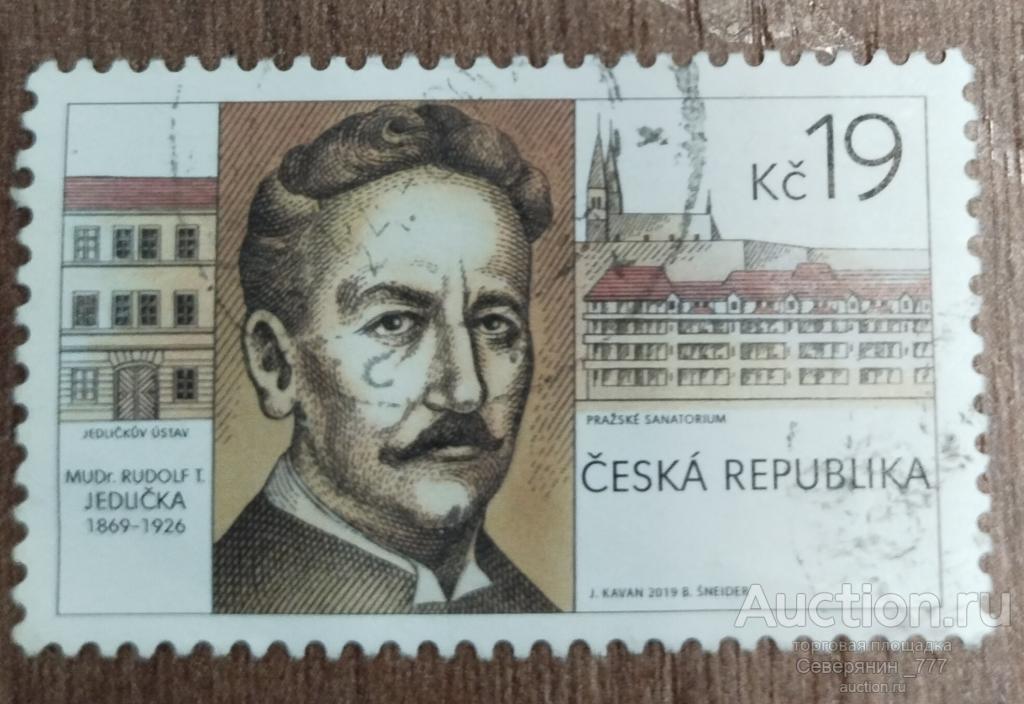 Kč 19
JEDLIČKŮV ÚSTAV
MUDr. RUDOLF T.
JEDLIČKA
1869–1926
PRAŽSKÉ SANATORIUM
ČESKÁ REPUBLIKA
J. KAVAN 2019 B. ŠNEIDER
Auction.ru
торговая площадка
Северянин_777
auction.ru